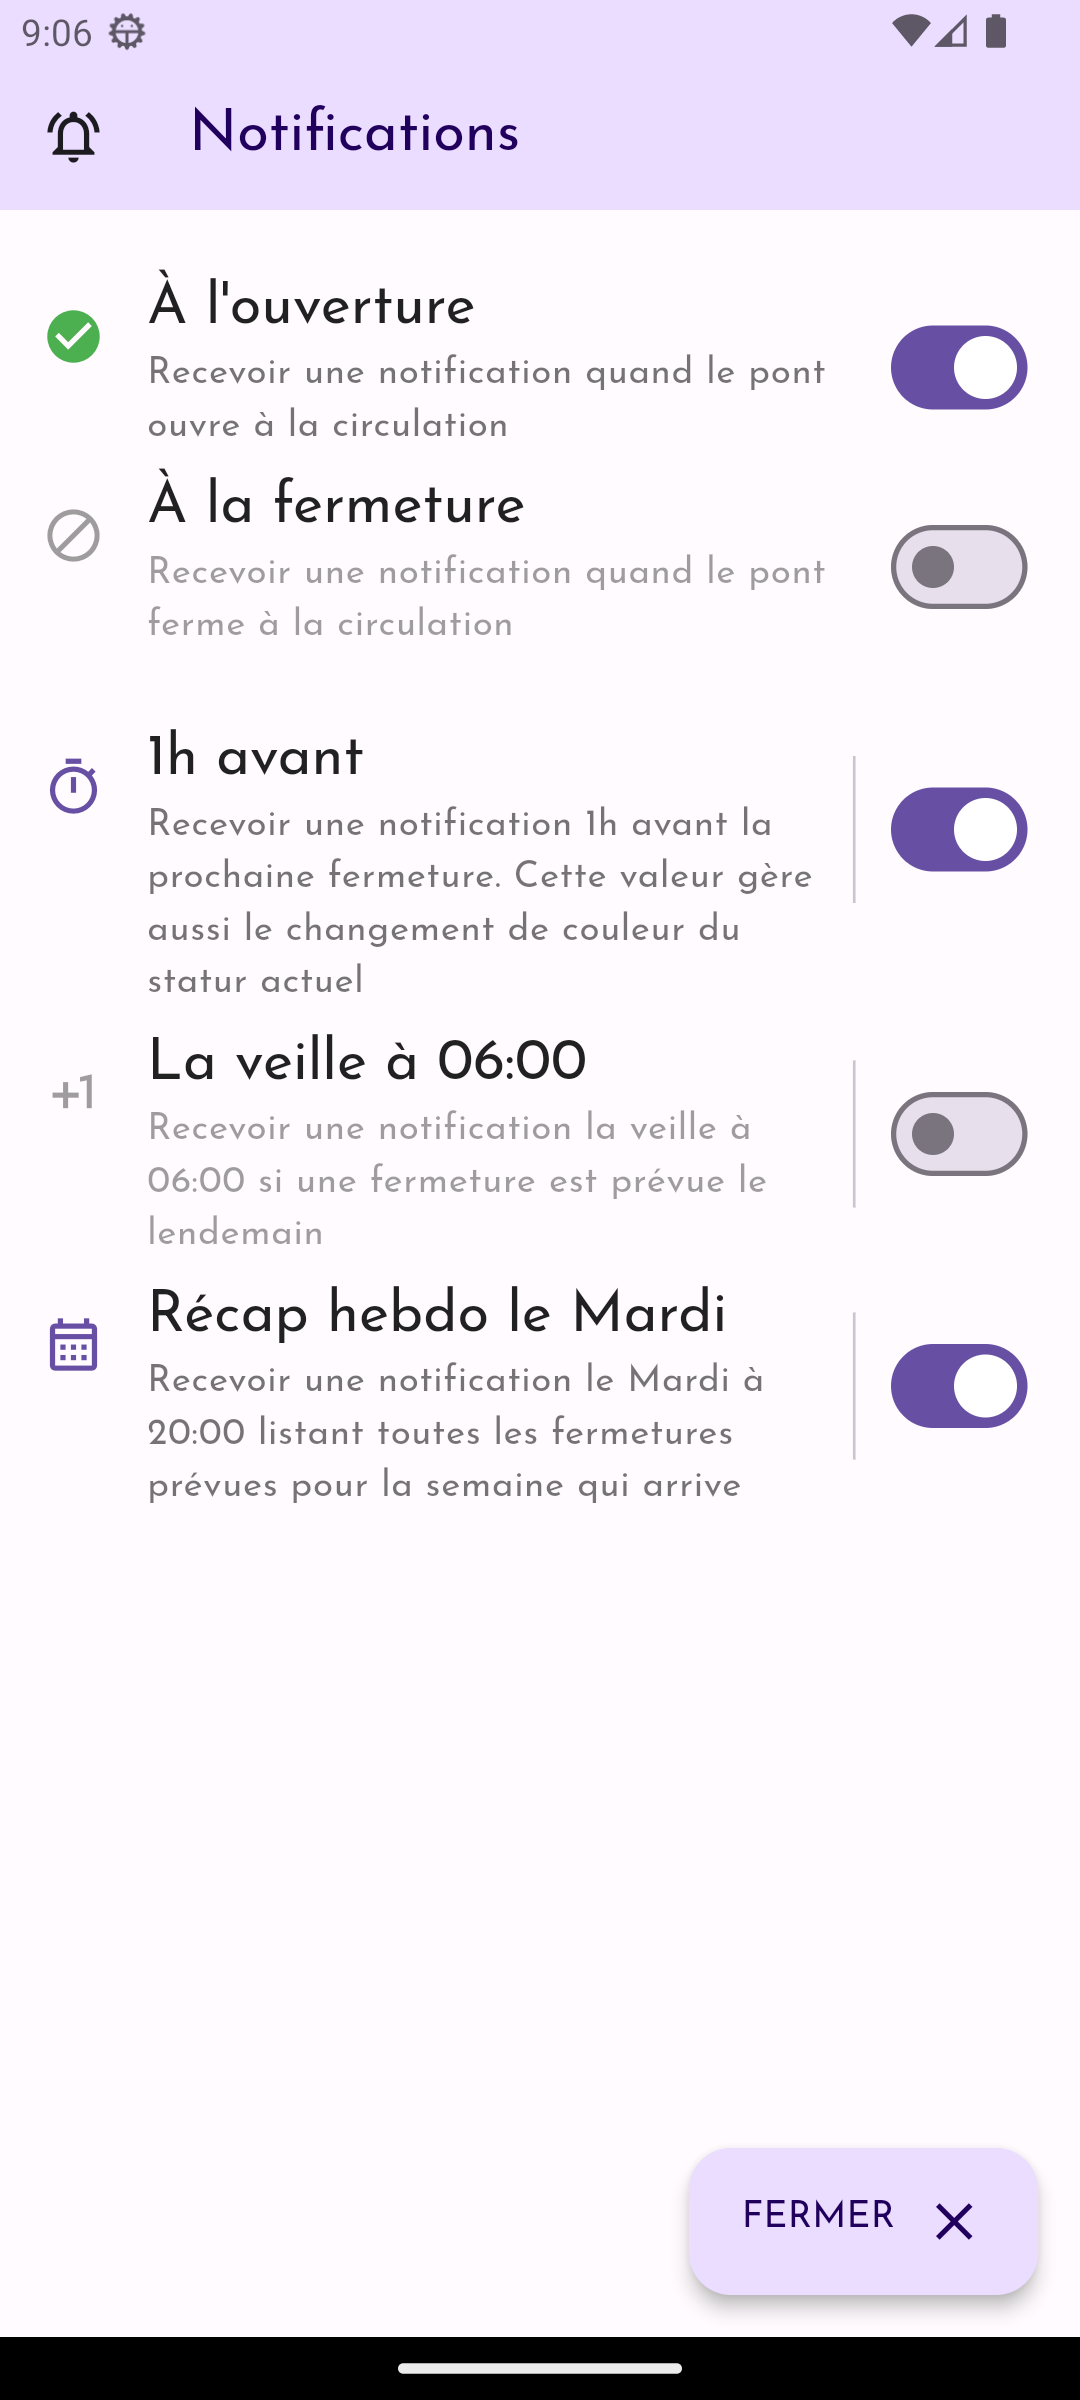 9:06
Notifications
À l'ouverture
Recevoir une notification quand le pont
ouvre à la circulation
À la fermeture
Recevoir une notification quand le pont
ferme à la circulation
1h avant
Recevoir une notification 1h avant la
prochaine fermeture. Cette valeur gère
aussi le changement de couleur du
statur actuel
+1
La veille à 06:00
Recevoir une notification la veille à
06:00 si une fermeture est prévue le
lendemain
Récap hebdo le Mardi
Recevoir une notification le Mardi à
20:00 listant toutes les fermetures
prévues pour la semaine qui arrive
FERMER